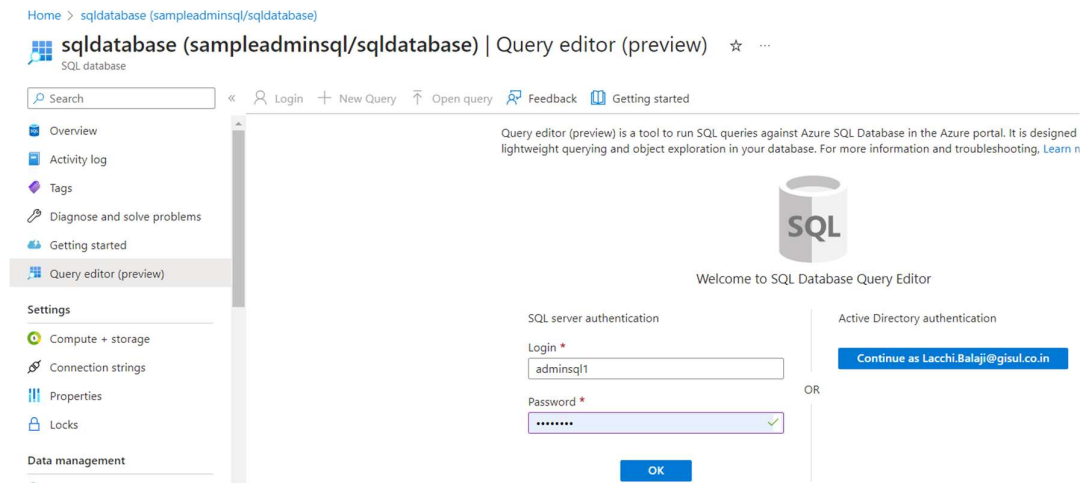 Home > sqldatabase (sampleadminsql/sqldatabase)
sqldatabase (sampleadminsql/sqldatabase) | Query editor (preview) ☆ ...
SQL database
Search
«
Login
New Query
Open query
Feedback
Getting started
Overview
Activity log
Tags
Diagnose and solve problems
Getting started
Query editor (preview)
Settings
Compute + storage
Connection strings
Properties
Locks
Data management
Query editor (preview) is a tool to run SQL queries against Azure SQL Database in the Azure portal. It is designed
lightweight querying and object exploration in your database. For more information and troubleshooting, Learn
SQL
Welcome to SQL Database Query Editor
SQL server authentication
Login *
adminsql1
Password *
••••••••
OK
OR
Active Directory authentication
Continue as Lacchi.Balaji@gisul.co.in